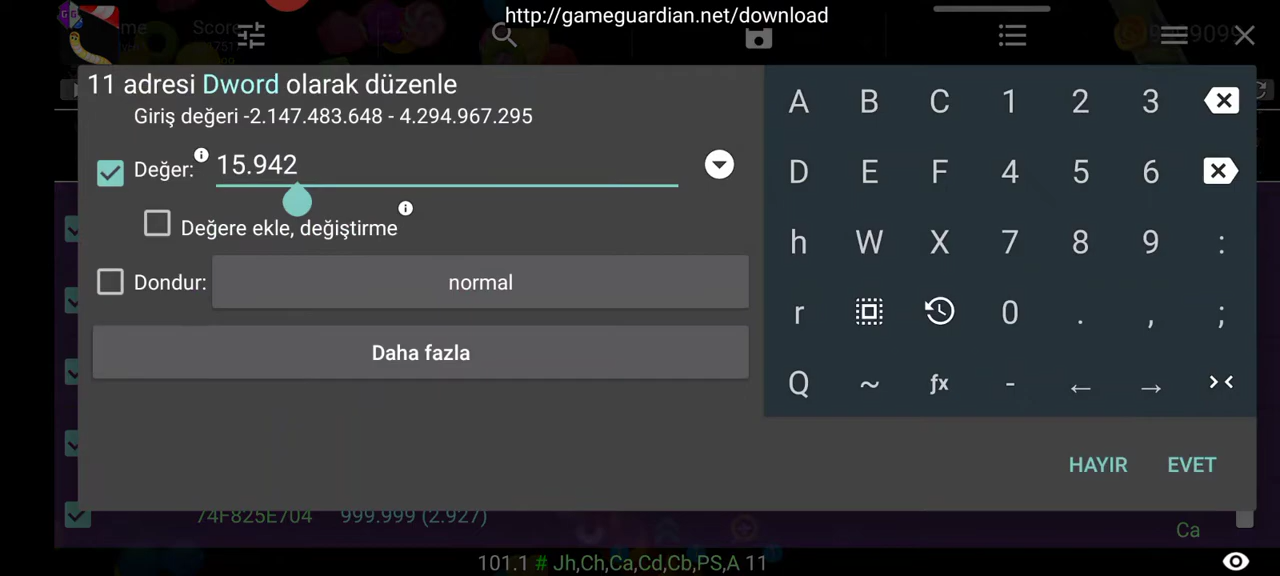 http://gameguardian.net/download
Score
11 adresi Dword olarak düzenle
Giriş değeri -2.147.483.648 - 4.294.967.295
Değer: 15.942
Değere ekle, değiştirme
Dondur: normal
Daha fazla
A B C 1 2 3
D E F 4 5 6
h W X 7 8 9 :
r 0 . , ;
Q ~ ƒx - ← → ><
HAYIR EVET
74F825E704 999.999 (2.927)
Ca
101.1 # Jh,Ch,Ca,Cd,Cb,PS,A 11